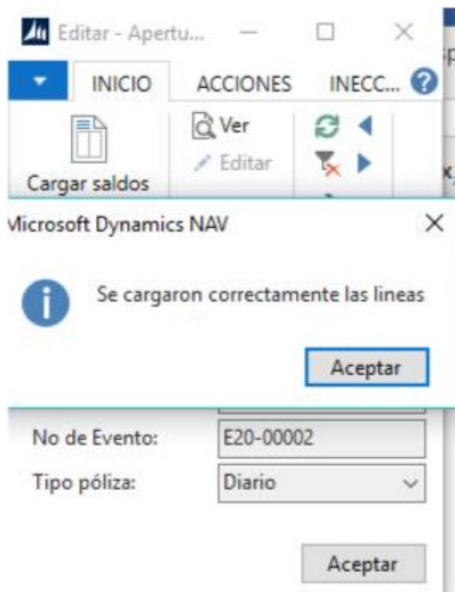 Editar - Apertu...
INICIO ACCIONES INECC...
Ver
Editar
Cargar saldos
Microsoft Dynamics NAV
Se cargaron correctamente las lineas
Aceptar
No de Evento: E20-00002
Tipo póliza: Diario
Aceptar